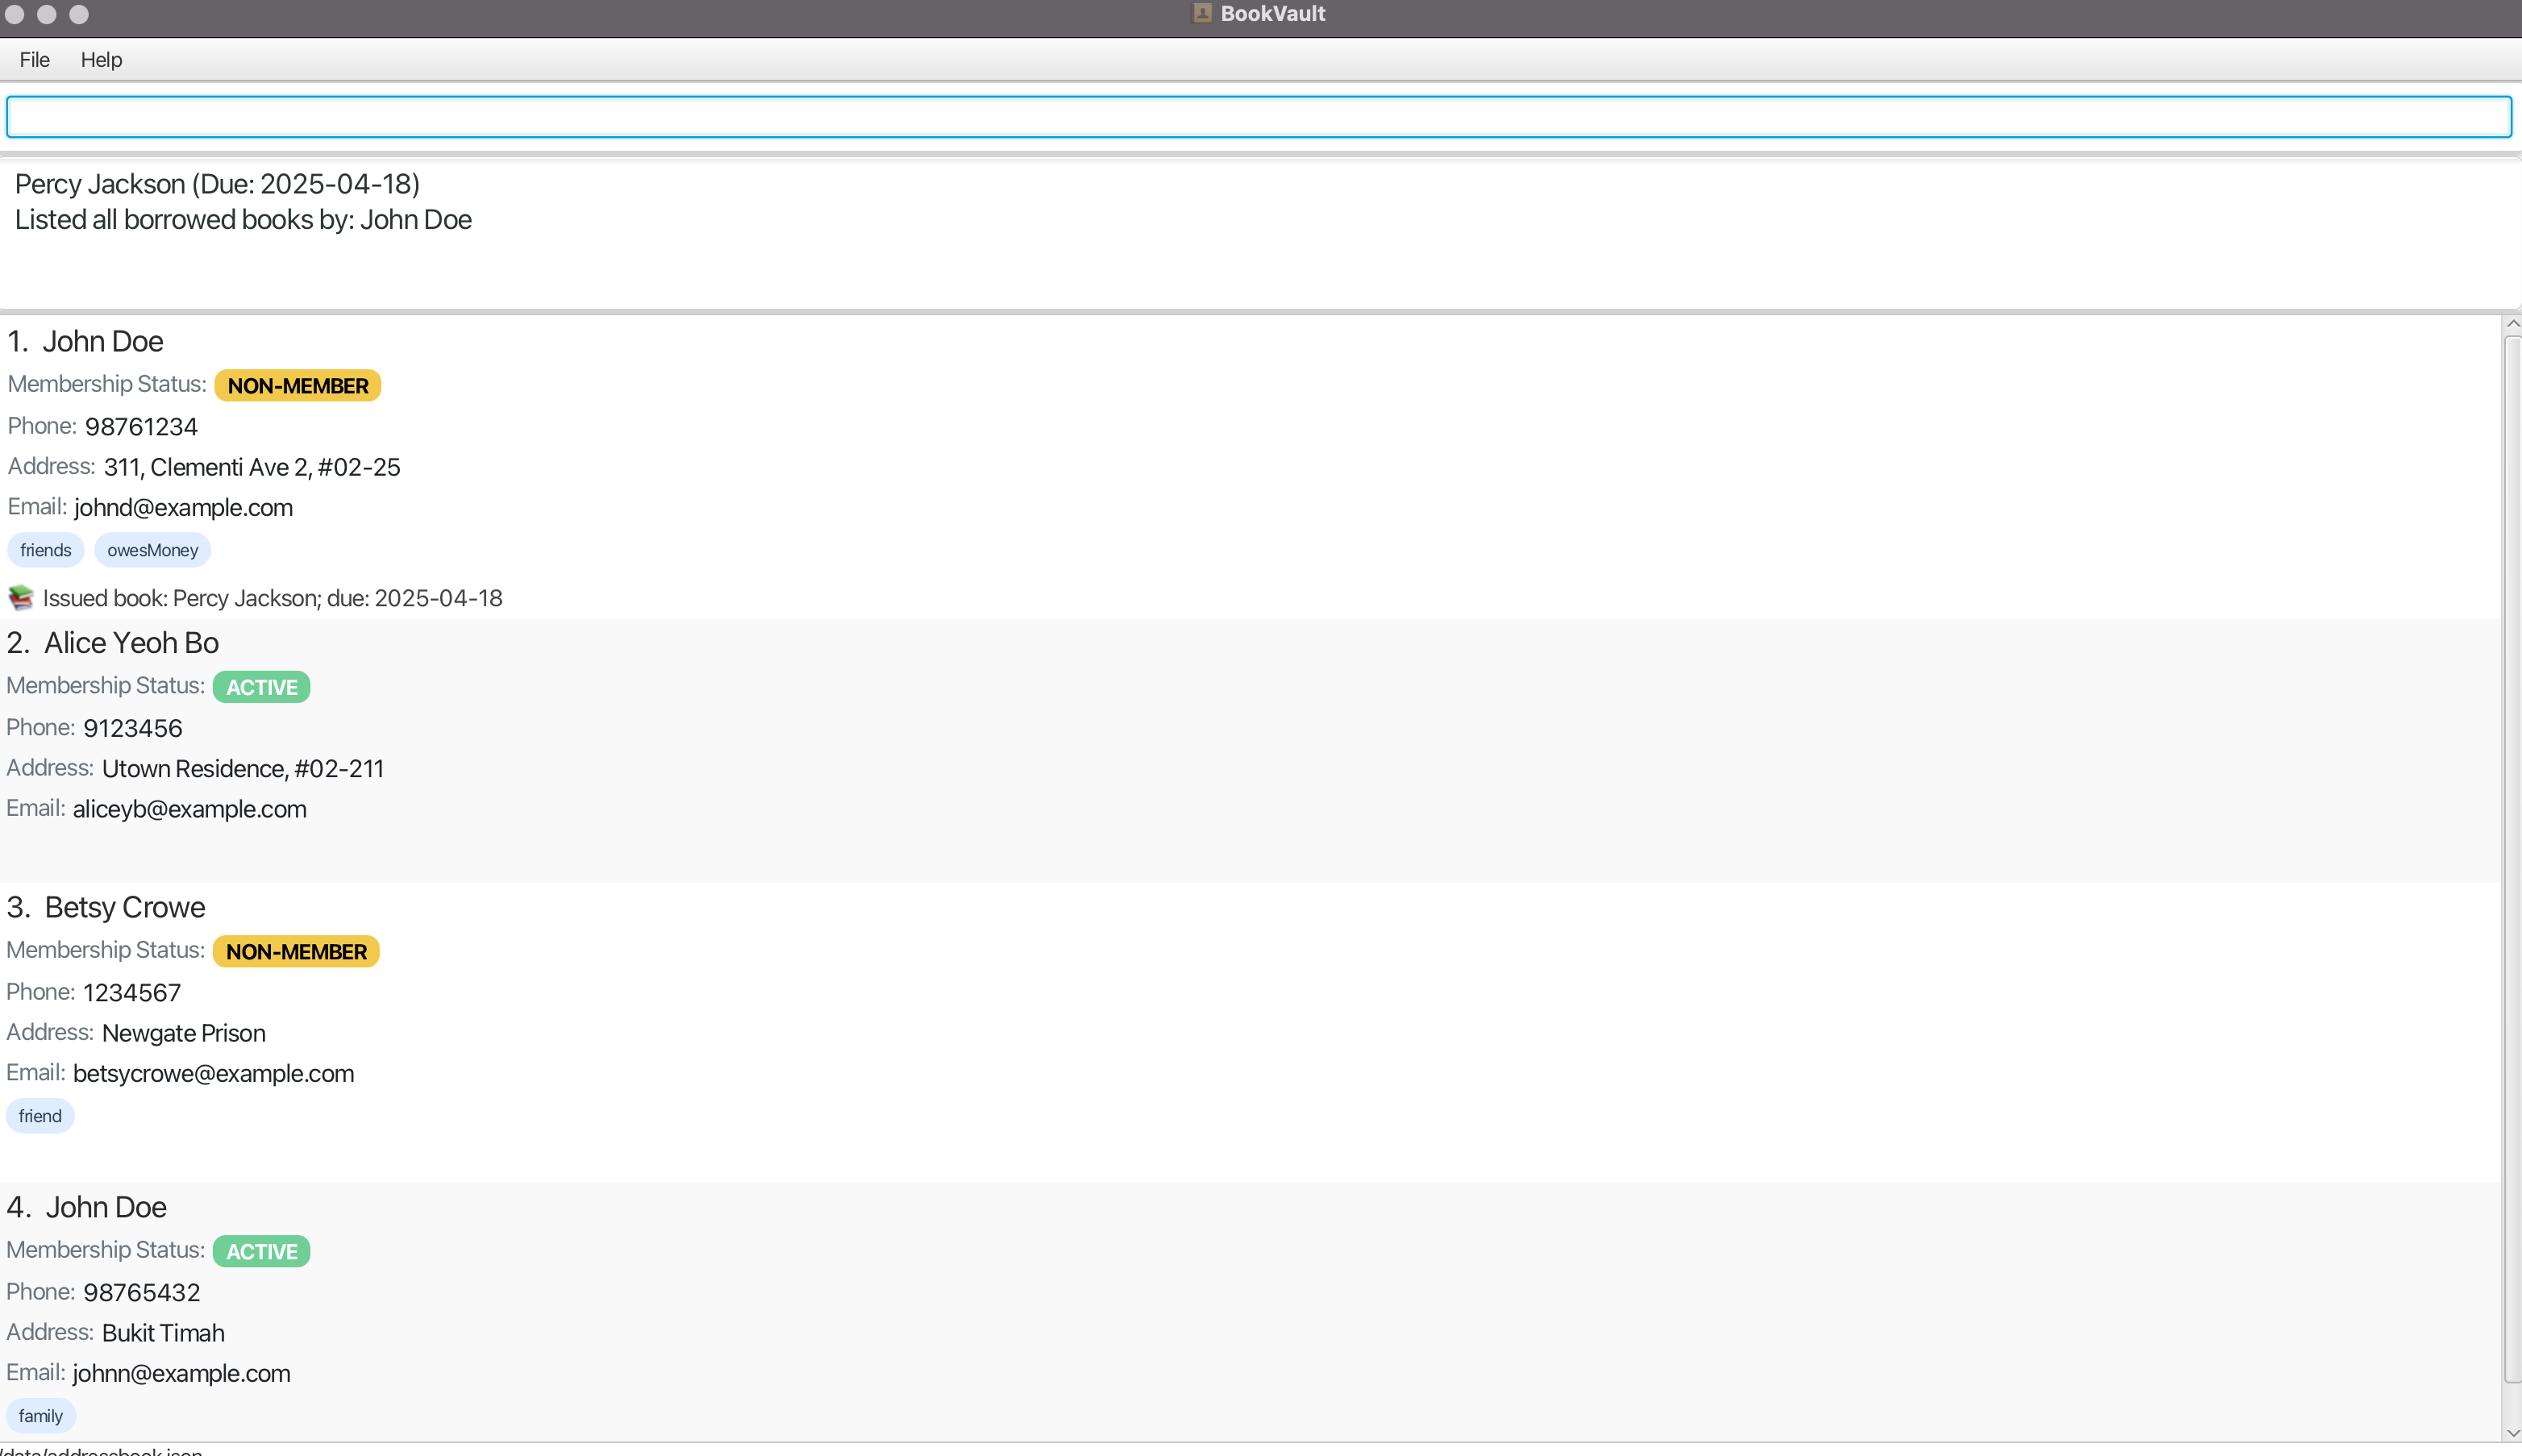 BookVault
File Help
Percy Jackson (Due: 2025-04-18)
Listed all borrowed books by: John Doe
1. John Doe
Membership Status: NON-MEMBER
Phone: 98761234
Address: 311, Clementi Ave 2, #02-25
Email: johnd@example.com
friends owesMoney
Issued book: Percy Jackson; due: 2025-04-18
2. Alice Yeoh Bo
Membership Status: ACTIVE
Phone: 9123456
Address: Utown Residence, #02-211
Email: aliceyb@example.com
3. Betsy Crowe
Membership Status: NON-MEMBER
Phone: 1234567
Address: Newgate Prison
Email: betsycrowe@example.com
friend
4. John Doe
Membership Status: ACTIVE
Phone: 98765432
Address: Bukit Timah
Email: johnn@example.com
family
/data/addressbook.json